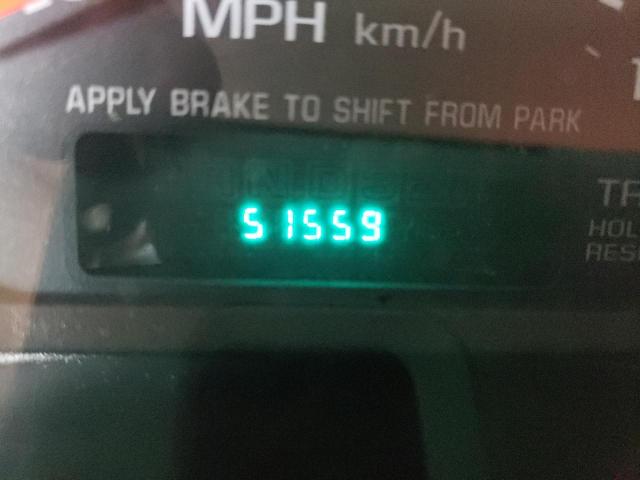 MPH km/h
APPLY BRAKE TO SHIFT FROM PARK
51559